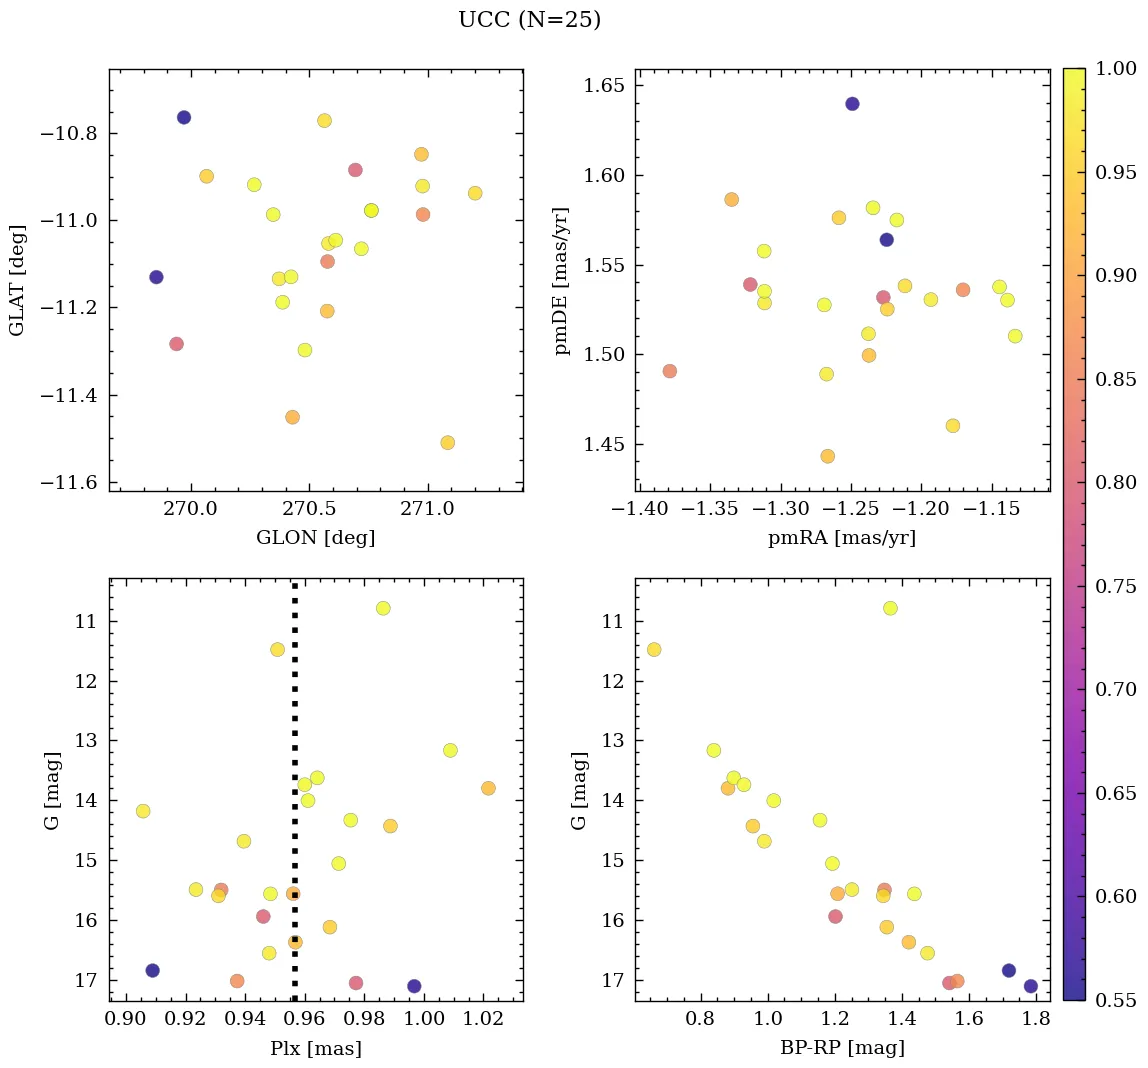 UCC (N=25)
−10.8
−11.0
−11.2
−11.4
−11.6
GLAT [deg]
270.0 270.5 271.0
GLON [deg]
1.65
1.60
1.55
1.50
1.45
pmDE [mas/yr]
−1.40 −1.35 −1.30 −1.25 −1.20 −1.15
pmRA [mas/yr]
11
12
13
14
15
16
17
G [mag]
0.90 0.92 0.94 0.96 0.98 1.00 1.02
Plx [mas]
11
12
13
14
15
16
17
G [mag]
0.8 1.0 1.2 1.4 1.6 1.8
BP-RP [mag]
1.00
0.95
0.90
0.85
0.80
0.75
0.70
0.65
0.60
0.55